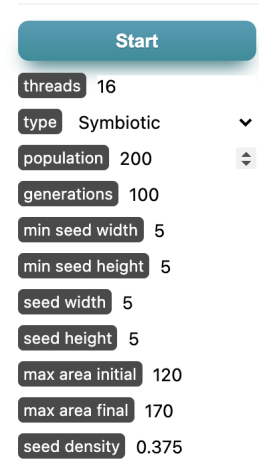 Start
threads 16
type Symbiotic
population 200
generations 100
min seed width 5
min seed height 5
seed width 5
seed height 5
max area initial 120
max area final 170
seed density 0.375